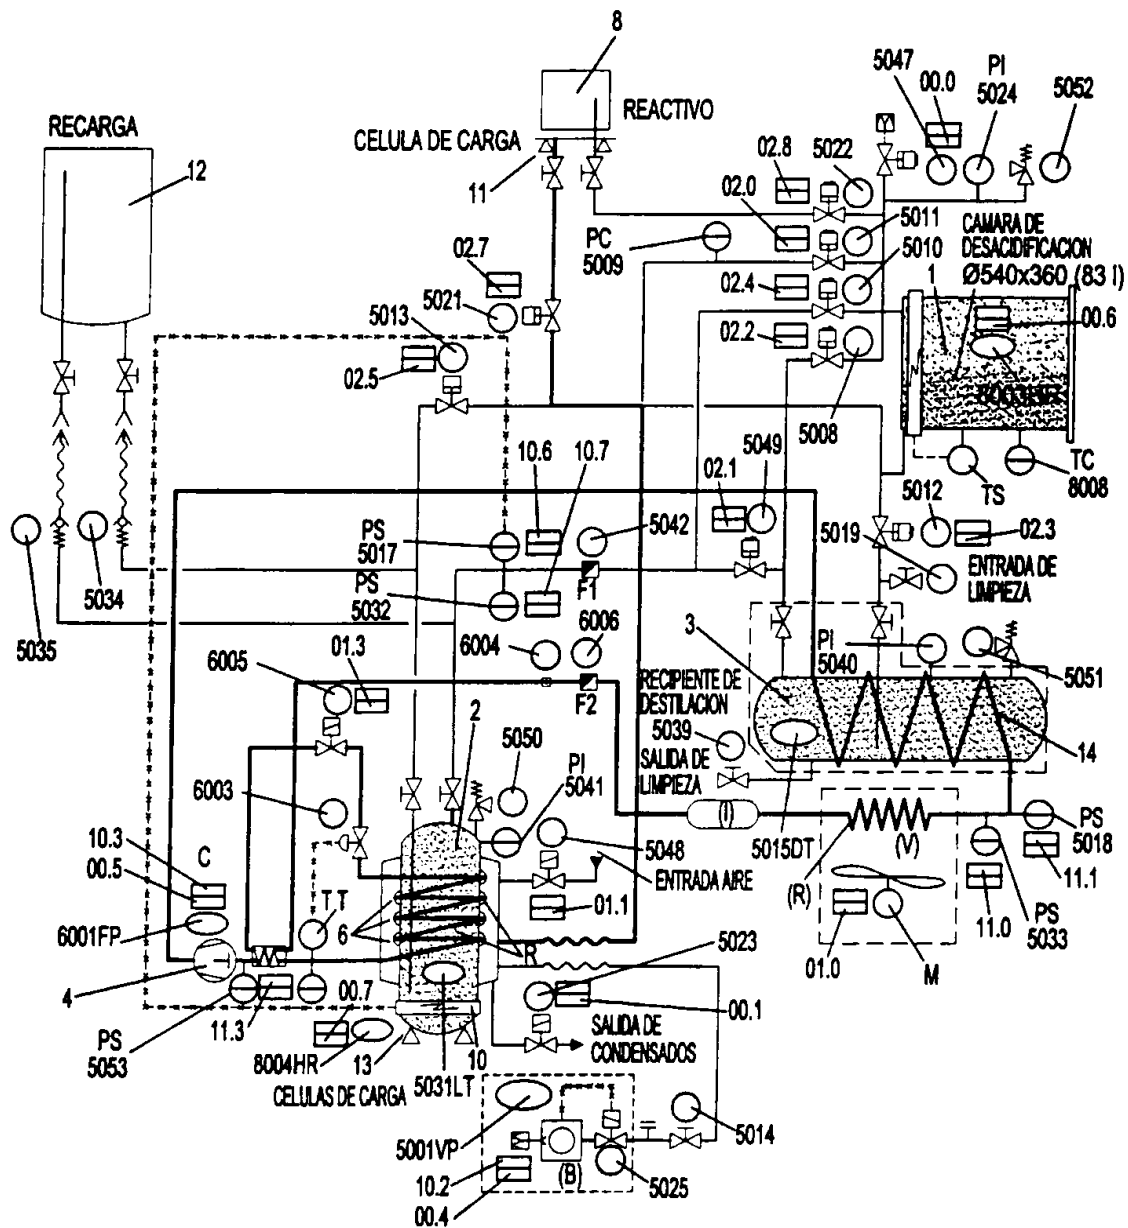 8
RECARGA
12
CELULA DE CARGA
11
REACTIVO
5047
00.0
PI
5024
5052
02.8
5022
02.0
5011
PC
5009
5010
02.4
02.2
5008
CAMARA DE
DESACIDIFICACION
Ø540x360 (83 l)
1
00.6
8003HR
TS
TC
8008
02.7
5021
5013
02.5
10.6
10.7
5042
5049
02.1
5012
02.3
5019
ENTRADA DE
LIMPIEZA
PS
5017
PS
5032
F1
5034
5035
6004
6006
F2
6005
01.3
3
PI
5040
5051
14
RECIPIENTE DE
DESTILACION
5039
SALIDA DE
LIMPIEZA
5015DT
2
5050
PI
5041
5048
ENTRADA AIRE
01.1
6003
10.3
00.5
C
6001FP
4
TT
6
R
(R)
(V)
PS
5018
11.1
11.0
PS
5033
01.0
M
5023
00.1
SALIDA DE
CONDENSADOS
PS
5053
11.3
00.7
8004HR
13
10
5031LT
CELULAS DE CARGA
5001VP
10.2
00.4
(B)
5025
5014